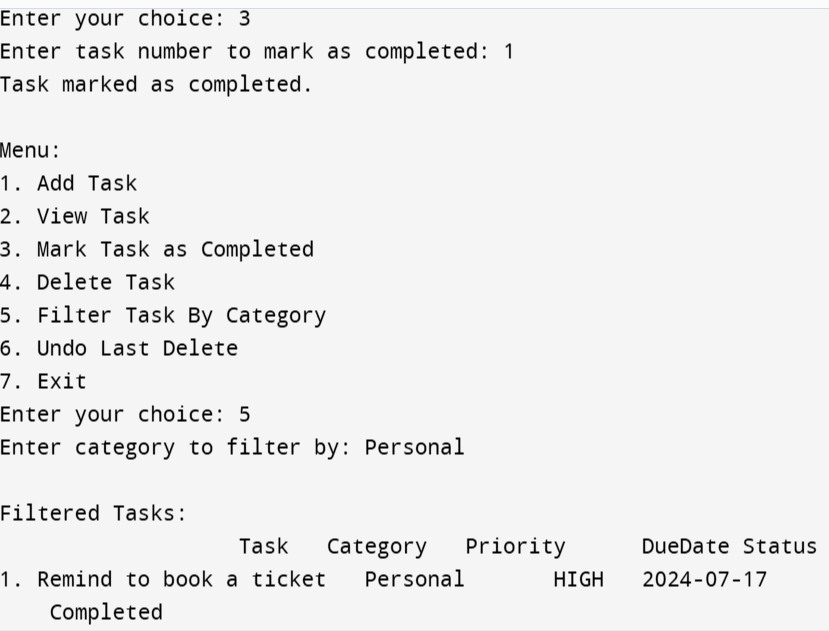 Enter your choice: 3
Enter task number to mark as completed: 1
Task marked as completed.
Menu:
1. Add Task
2. View Task
3. Mark Task as Completed
4. Delete Task
5. Filter Task By Category
6. Undo Last Delete
7. Exit
Enter your choice: 5
Enter category to filter by: Personal
Filtered Tasks:
Task Category Priority DueDate Status
1. Remind to book a ticket Personal HIGH 2024-07-17
Completed